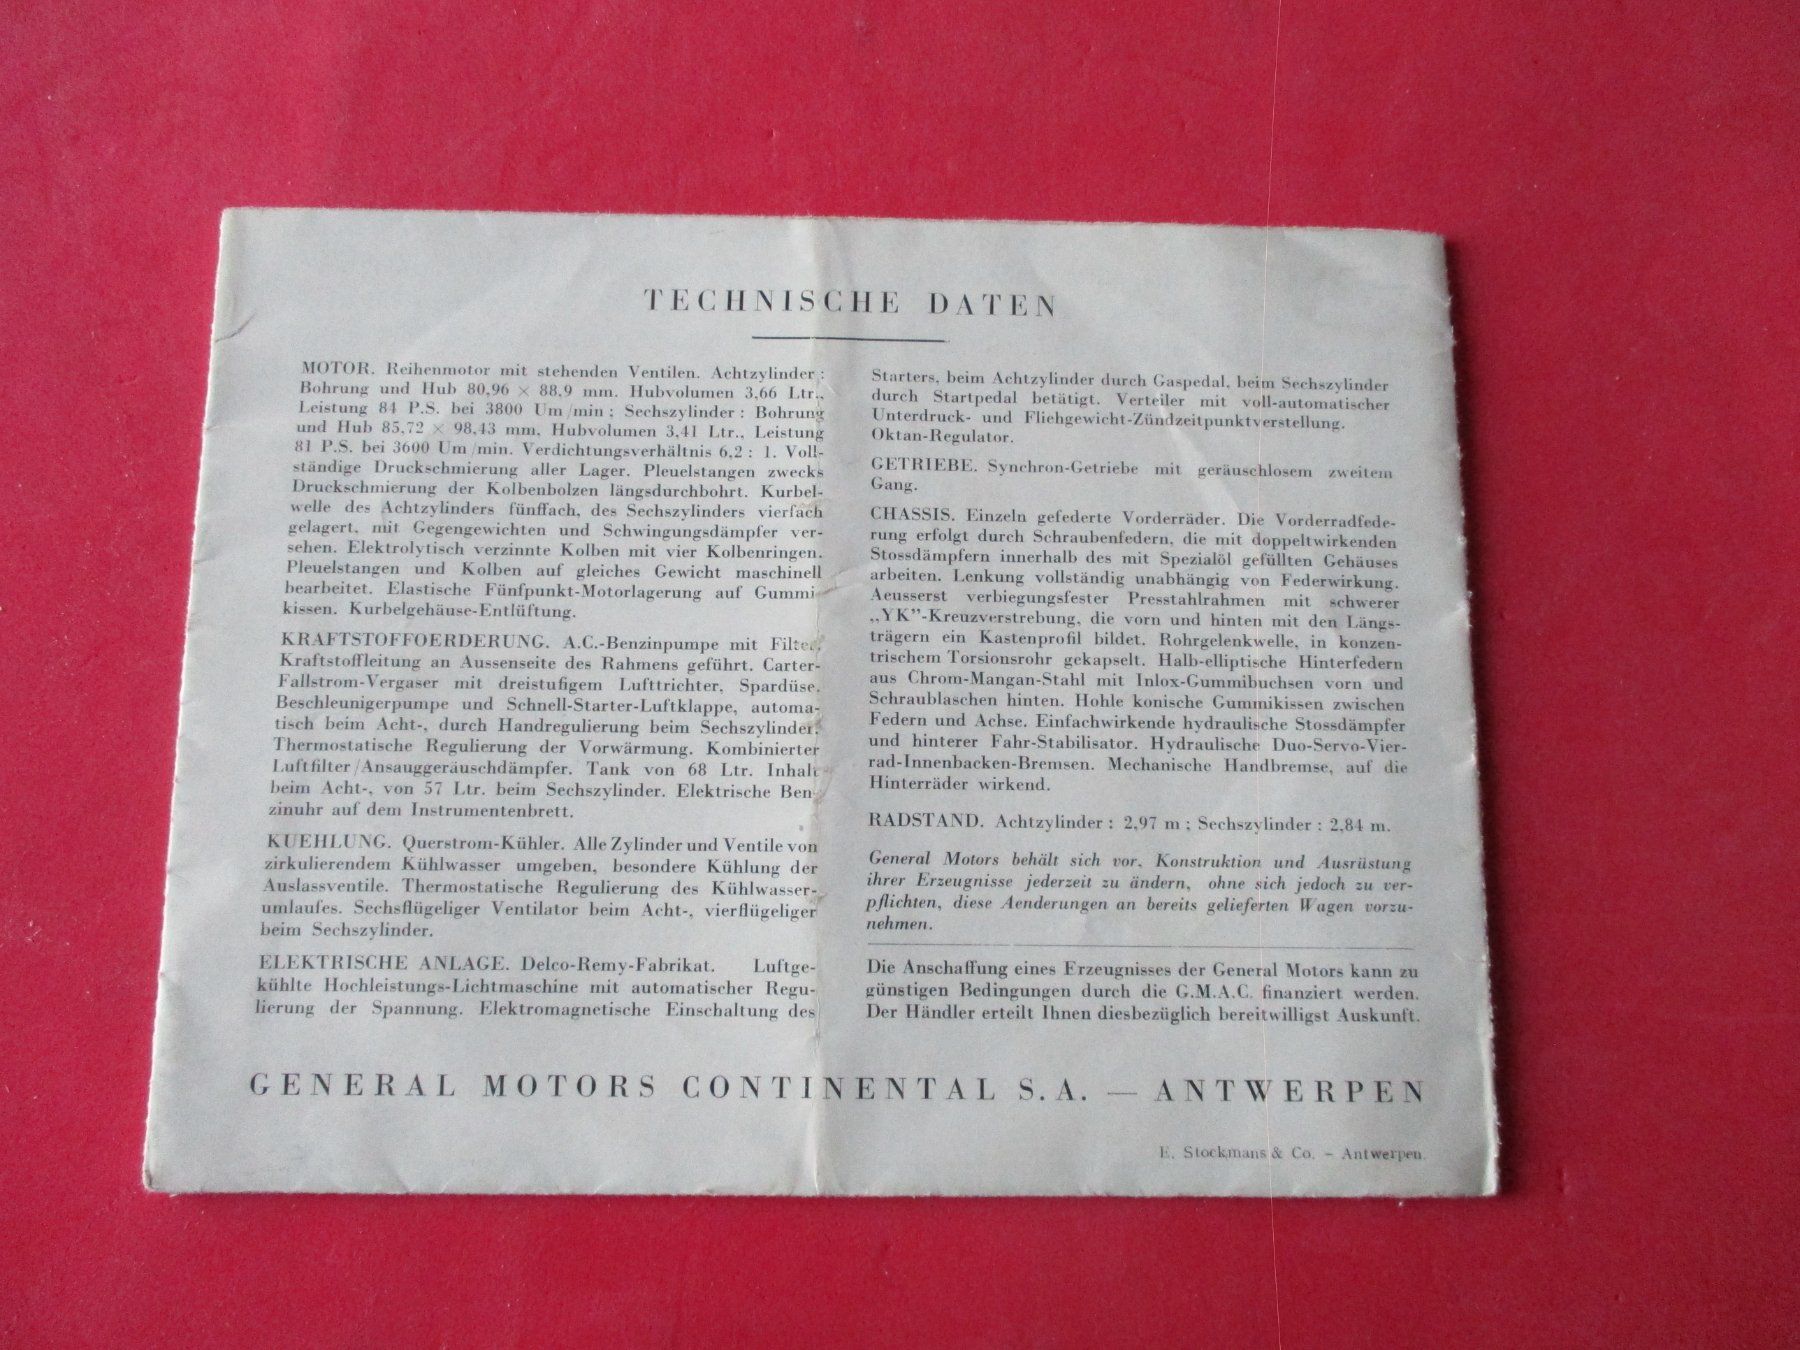 TECHNISCHE DATEN
MOTOR. Reihenmotor mit stehenden Ventilen. Achtzylinder:
Bohrung und Hub 80,96 × 88,9 mm. Hubvolumen 3,66 Ltr.,
Leistung 84 P.S. bei 3800 Um/min; Sechszylinder: Bohrung
und Hub 85,72 × 98,43 mm, Hubvolumen 3,41 Ltr., Leistung
81 P.S. bei 3600 Um/min. Verdichtungsverhältnis 6,2 : 1. Voll-
ständige Druckschmierung aller Lager. Pleuelstangen zwecks
Druckschmierung der Kolbenbolzen längsdurchbohrt. Kurbel-
welle des Achtzylinders fünffach, des Sechszylinders vierfach
gelagert, mit Gegengewichten und Schwingungsdämpfer ver-
sehen. Elektrolytisch verzinnte Kolben mit vier Kolbenringen.
Pleuelstangen und Kolben auf gleiches Gewicht maschinell
bearbeitet. Elastische Fünfpunkt-Motorlagerung auf Gummi-
kissen. Kurbelgehäuse-Entlüftung.
KRAFTSTOFFOERDERUNG. A.C.-Benzinpumpe mit Filter.
Kraftstoffleitung an Aussenseite des Rahmens geführt. Carter-
Fallstrom-Vergaser mit dreistufigem Lufttrichter, Spardüse,
Beschleunigerpumpe und Schnell-Starter-Luftklappe, automa-
tisch beim Acht-, durch Handregulierung beim Sechszylinder.
Thermostatische Regulierung der Vorwärmung. Kombinierter
Luftfilter/Ansauggeräuschdämpfer. Tank von 68 Ltr. Inhalt
beim Acht-, von 57 Ltr. beim Sechszylinder. Elektrische Ben-
zinuhr auf dem Instrumentenbrett.
KUEHLUNG. Querstrom-Kühler. Alle Zylinder und Ventile von
zirkulierendem Kühlwasser umgeben, besondere Kühlung der
Auslassventile. Thermostatische Regulierung des Kühlwasser-
umlaufes. Sechsflügeliger Ventilator beim Acht-, vierflügeliger
beim Sechszylinder.
ELEKTRISCHE ANLAGE. Delco-Remy-Fabrikat. Luftge-
kühlte Hochleistungs-Lichtmaschine mit automatischer Regu-
lierung der Spannung. Elektromagnetische Einschaltung des
Starters, beim Achtzylinder durch Gaspedal, beim Sechszylinder
durch Startpedal betätigt. Verteiler mit voll-automatischer
Unterdruck- und Fliehgewicht-Zündzeitpunktverstellung.
Oktan-Regulator.
GETRIEBE. Synchron-Getriebe mit geräuschlosem zweitem
Gang.
CHASSIS. Einzeln gefederte Vorderräder. Die Vorderradfede-
rung erfolgt durch Schraubenfedern, die mit doppeltwirkenden
Stossdämpfern innerhalb des mit Spezialöl gefüllten Gehäuses
arbeiten. Lenkung vollständig unabhängig von Federwirkung.
Aeusserst verbiegungsfester Presstahlrahmen mit schwerer
„YK”-Kreuzverstrebung, die vorn und hinten mit den Längs-
trägern ein Kastenprofil bildet. Rohrgelenkwelle, in konzen-
trischem Torsionsrohr gekapselt. Halb-elliptische Hinterfedern
aus Chrom-Mangan-Stahl mit Inlox-Gummibuchsen vorn und
Schraublaschen hinten. Hohle konische Gummikissen zwischen
Federn und Achse. Einfachwirkende hydraulische Stossdämpfer
und hinterer Fahr-Stabilisator. Hydraulische Duo-Servo-Vier-
rad-Innenbacken-Bremsen. Mechanische Handbremse, auf die
Hinterräder wirkend.
RADSTAND. Achtzylinder : 2,97 m ; Sechszylinder : 2,84 m.
General Motors behält sich vor, Konstruktion und Ausrüstung
ihrer Erzeugnisse jederzeit zu ändern, ohne sich jedoch zu ver-
pflichten, diese Aenderungen an bereits gelieferten Wagen vorzu-
nehmen.
Die Anschaffung eines Erzeugnisses der General Motors kann zu
günstigen Bedingungen durch die G.M.A.C. finanziert werden.
Der Händler erteilt Ihnen diesbezüglich bereitwilligst Auskunft.
GENERAL MOTORS CONTINENTAL S.A. — ANTWERPEN
E. Stockmans & Co. – Antwerpen.